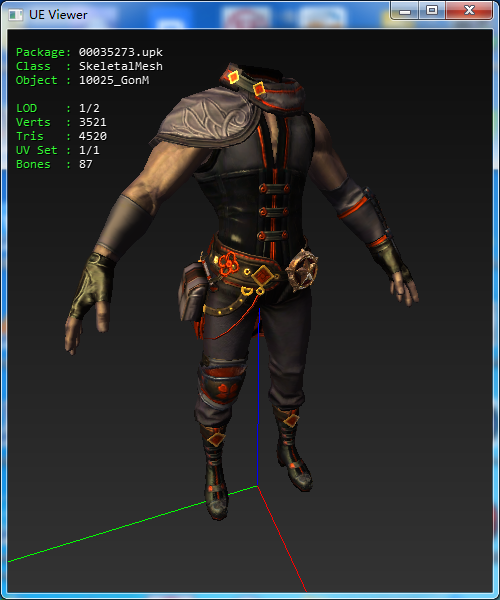 UE Viewer
Package: 00035273.upk
Class : SkeletalMesh
Object : 10025_GonM
LOD : 1/2
Verts : 3521
Tris : 4520
UV Set : 1/1
Bones : 87